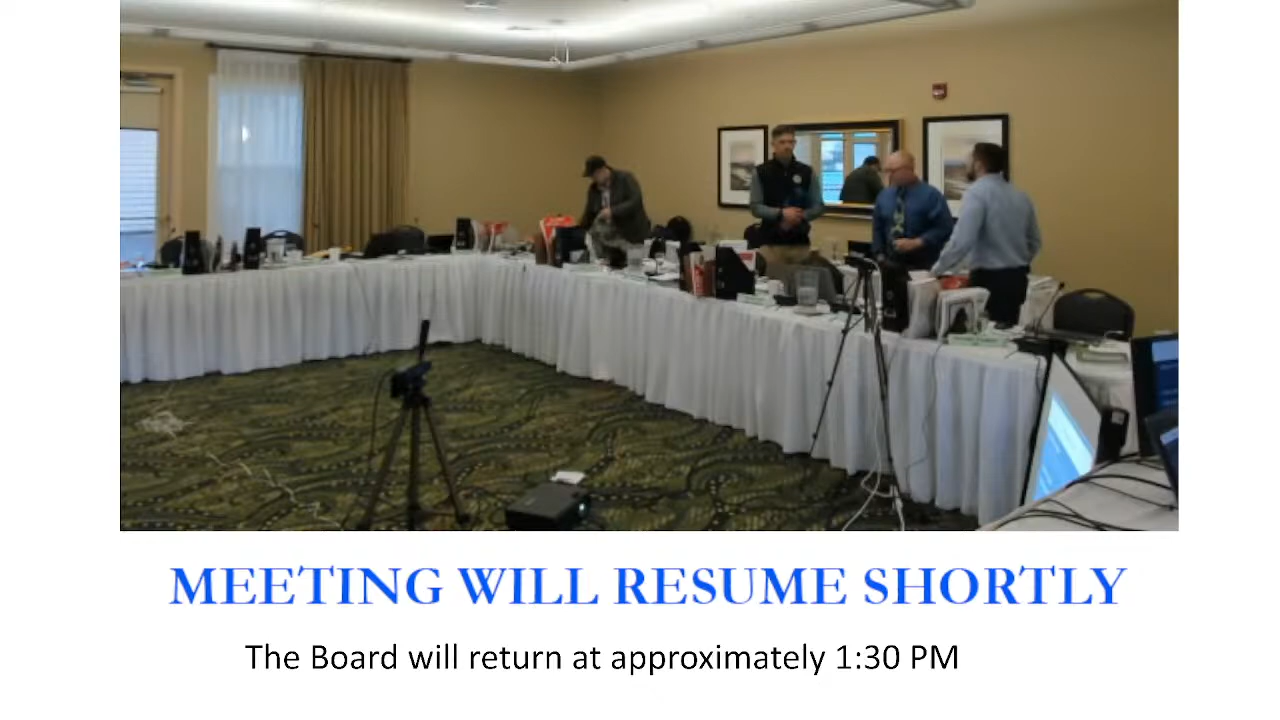 MEETING WILL RESUME SHORTLY
The Board will return at approximately 1:30 PM